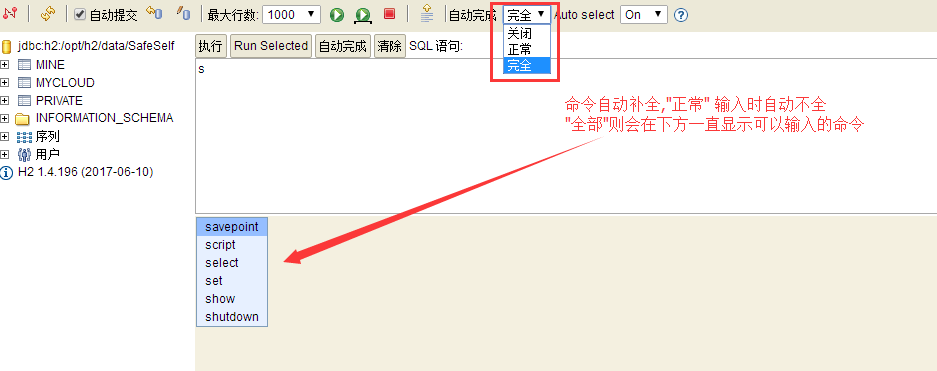 自动提交 最大行数: 1000 自动完成 完全 Auto select On
关闭
正常
完全
jdbc:h2:/opt/h2/data/SafeSelf
MINE
MYCLOUD
PRIVATE
INFORMATION_SCHEMA
序列
用户
H2 1.4.196 (2017-06-10)
执行 Run Selected 自动完成 清除 SQL 语句:
s
命令自动补全,"正常" 输入时自动不全
"全部"则会在下方一直显示可以输入的命令
savepoint
script
select
set
show
shutdown